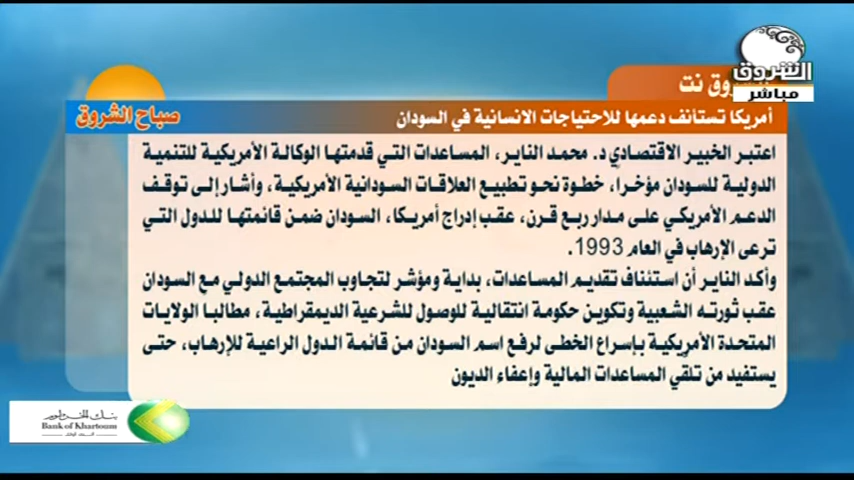 الشروق
مباشر
الشروق نت
صباح الشروق
أمريكا تستأنف دعمها للاحتياجات الانسانية في السودان
اعتبر الخبير الاقتصادي د. محمد الناير، المساعدات التي قدمتها الوكالة الأمريكية للتنمية
الدولية للسودان مؤخرا، خطوة نحو تطبيع العلاقات السودانية الأمريكية، وأشار إلى توقف
الدعم الأمريكي على مدار ربع قرن، عقب إدراج أمريكا، السودان ضمن قائمتها للدول التي
ترعى الإرهاب في العام 1993.
وأكد الناير أن استئناف تقديم المساعدات، بداية ومؤشر لتجاوب المجتمع الدولي مع السودان
عقب ثورته الشعبية وتكوين حكومة انتقالية للوصول للشرعية الديمقراطية، مطالبا الولايات
المتحدة الأمريكية بإسراع الخطى لرفع اسم السودان من قائمة الدول الراعية للإرهاب، حتى
يستفيد من تلقي المساعدات المالية وإعفاء الديون
بنك الخرطوم
Bank of Khartoum